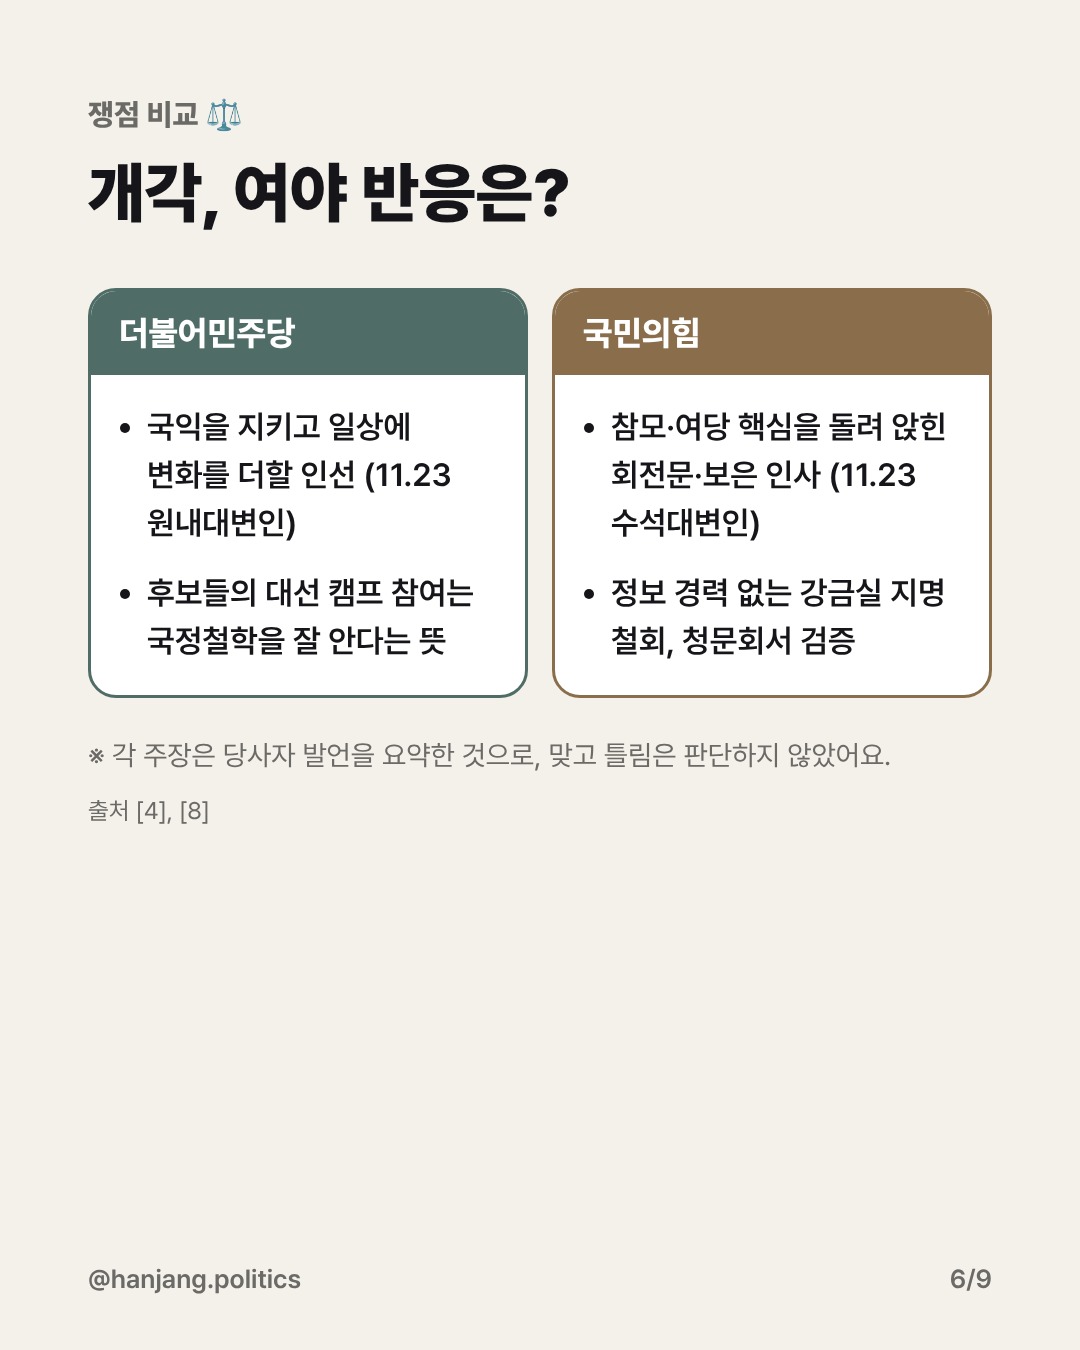 쟁점 비교 ⚖️
개각, 여야 반응은?
더불어민주당
• 국익을 지키고 일상에
변화를 더할 인선 (11.23
원내대변인)
• 후보들의 대선 캠프 참여는
국정철학을 잘 안다는 뜻
국민의힘
• 참모·여당 핵심을 돌려 앉힌
회전문·보은 인사 (11.23
수석대변인)
• 정보 경력 없는 강금실 지명
철회, 청문회서 검증
※ 각 주장은 당사자 발언을 요약한 것으로, 맞고 틀림은 판단하지 않았어요.
출처 [4], [8]
@hanjang.politics
6/9